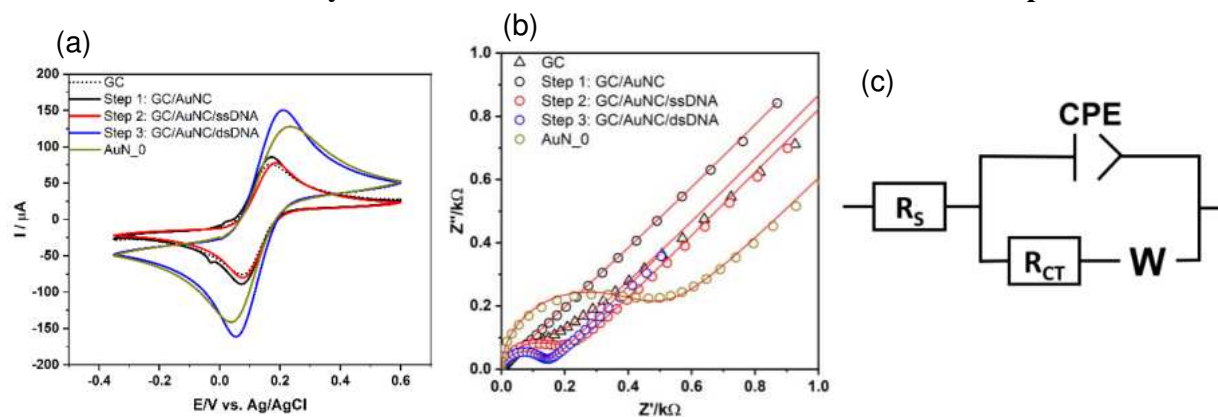 (a)
200
150
100
50
0
-50
-100
-150
-200
I / µA
GC
Step 1: GC/AuNC
Step 2: GC/AuNC/ssDNA
Step 3: GC/AuNC/dsDNA
AuN_0
-0.4 -0.2 0.0 0.2 0.4 0.6
E/V vs. Ag/AgCl
(b)
1.0
0.8
0.6
0.4
0.2
0.0
Z''/kΩ
GC
Step 1: GC/AuNC
Step 2: GC/AuNC/ssDNA
Step 3: GC/AuNC/dsDNA
AuN_0
0.0 0.2 0.4 0.6 0.8 1.0
Z'/kΩ
(c)
CPE
RS
RCT
W